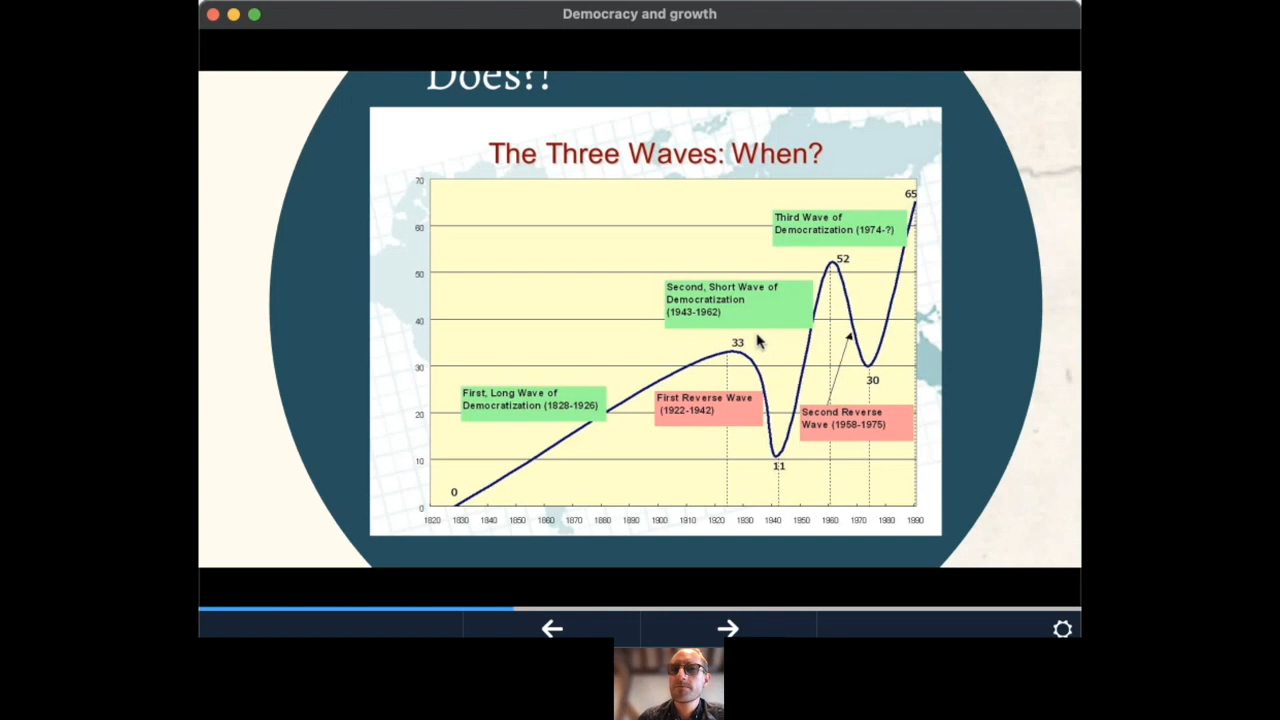 Democracy and growth
Does?!
The Three Waves: When?
70
60
50
40
30
20
10
0
65
Third Wave of
Democratization (1974-?)
52
Second, Short Wave of
Democratization
(1943-1962)
33
30
First, Long Wave of
Democratization (1828-1926)
First Reverse Wave
(1922-1942)
Second Reverse
Wave (1958-1975)
11
0
1820 1830 1840 1850 1860 1870 1880 1890 1900 1910 1920 1930 1940 1950 1960 1970 1980 1990